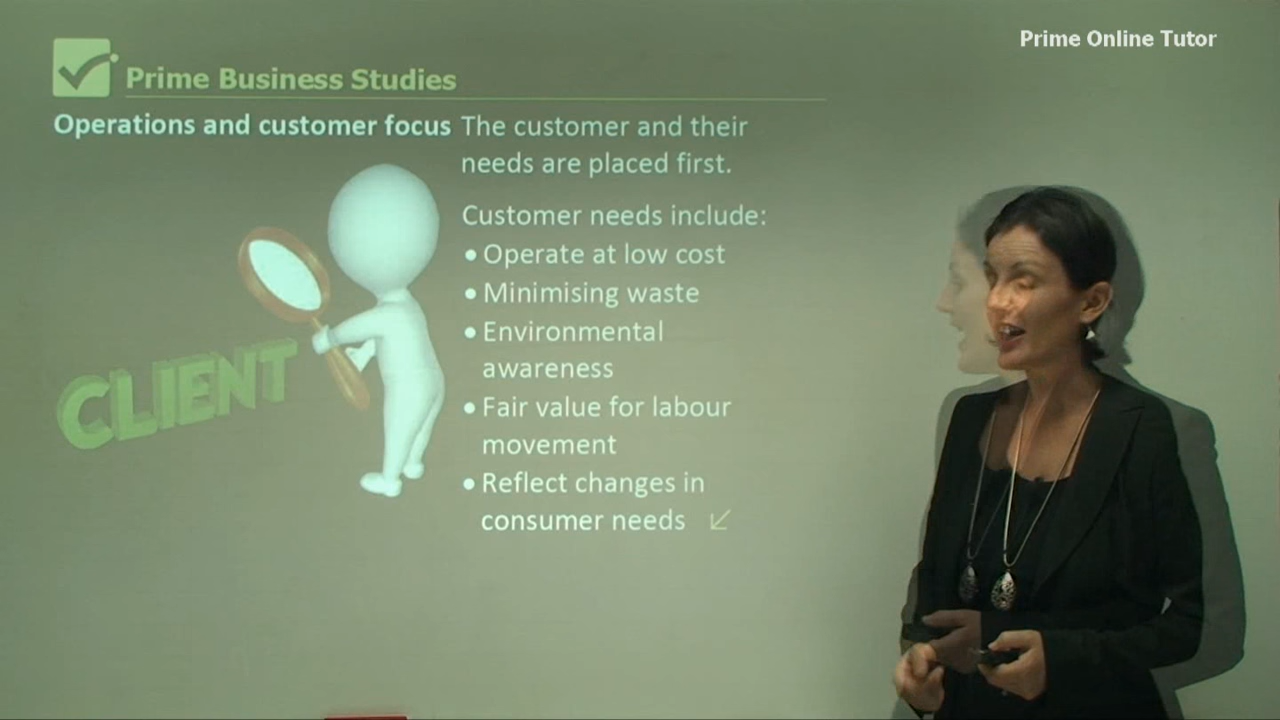 Prime Online Tutor
Prime Business Studies
Operations and customer focus
The customer and their
needs are placed first.
Customer needs include:
• Operate at low cost
• Minimising waste
• Environmental
awareness
• Fair value for labour
movement
• Reflect changes in
consumer needs
CLIENT